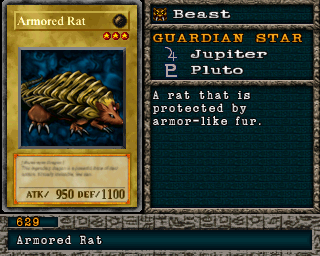 Armored Rat
ATK/ 950 DEF/1100
Beast
GUARDIAN STAR
Jupiter
Pluto
A rat that is
protected by
armor-like fur.
629
Armored Rat